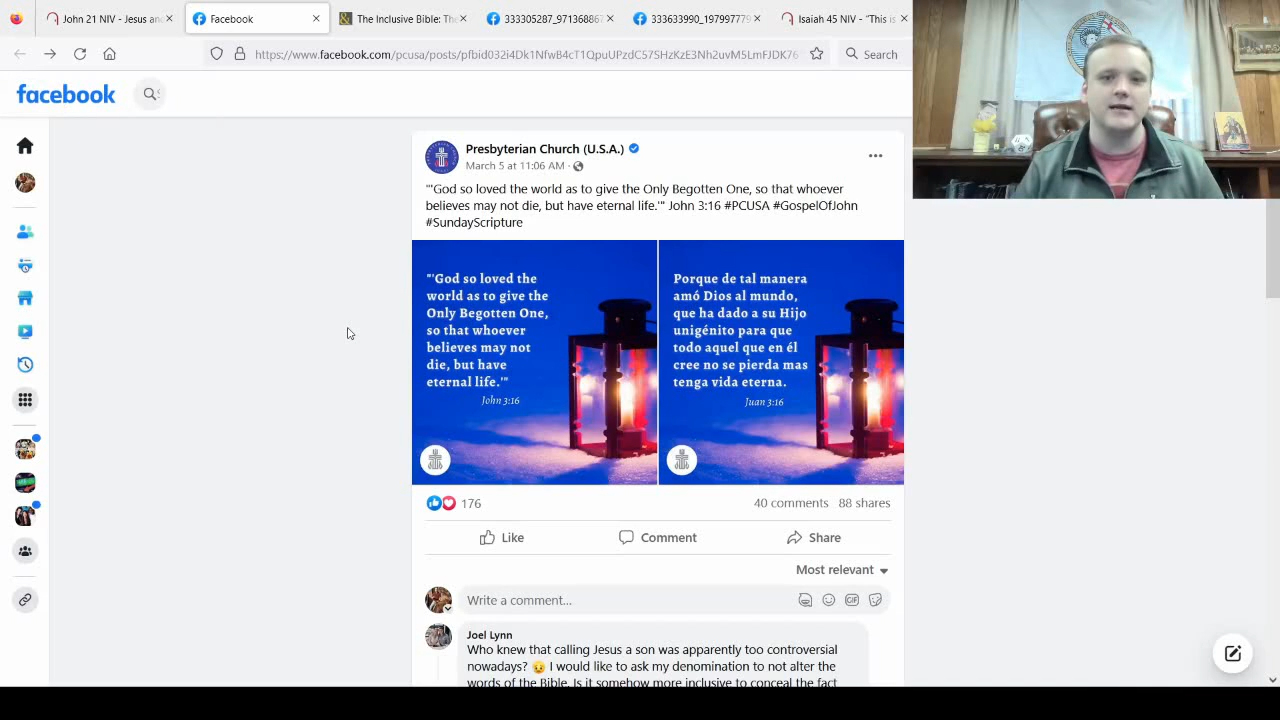 John 21 NIV - Jesus and
Facebook
The Inclusive Bible: The
333305287_971368867
333633990_197997779
Isaiah 45 NIV - "This is
https://www.facebook.com/pcusa/posts/
Search
facebook
Presbyterian Church (U.S.A.)
March 5 at 11:06 AM ·
"'God so loved the world as to give the Only Begotten One, so that whoever
believes may not die, but have eternal life.'" John 3:16 #PCUSA #GospelOfJohn
#SundayScripture
"'God so loved the
world as to give the
Only Begotten One,
so that whoever
believes may not
die, but have
eternal life.'"
John 3:16
Porque de tal manera
amó Dios al mundo,
que ha dado a su Hijo
unigénito para que
todo aquel que en él
cree no se pierda mas
tenga vida eterna.
Juan 3:16
176
40 comments 88 shares
Like
Comment
Share
Most relevant
Write a comment...
GIF
Joel Lynn
Who knew that calling Jesus a son was apparently too controversial
nowadays? 😉 I would like to ask my denomination to not alter the
words of the Bible. Is it somehow more inclusive to conceal the fact